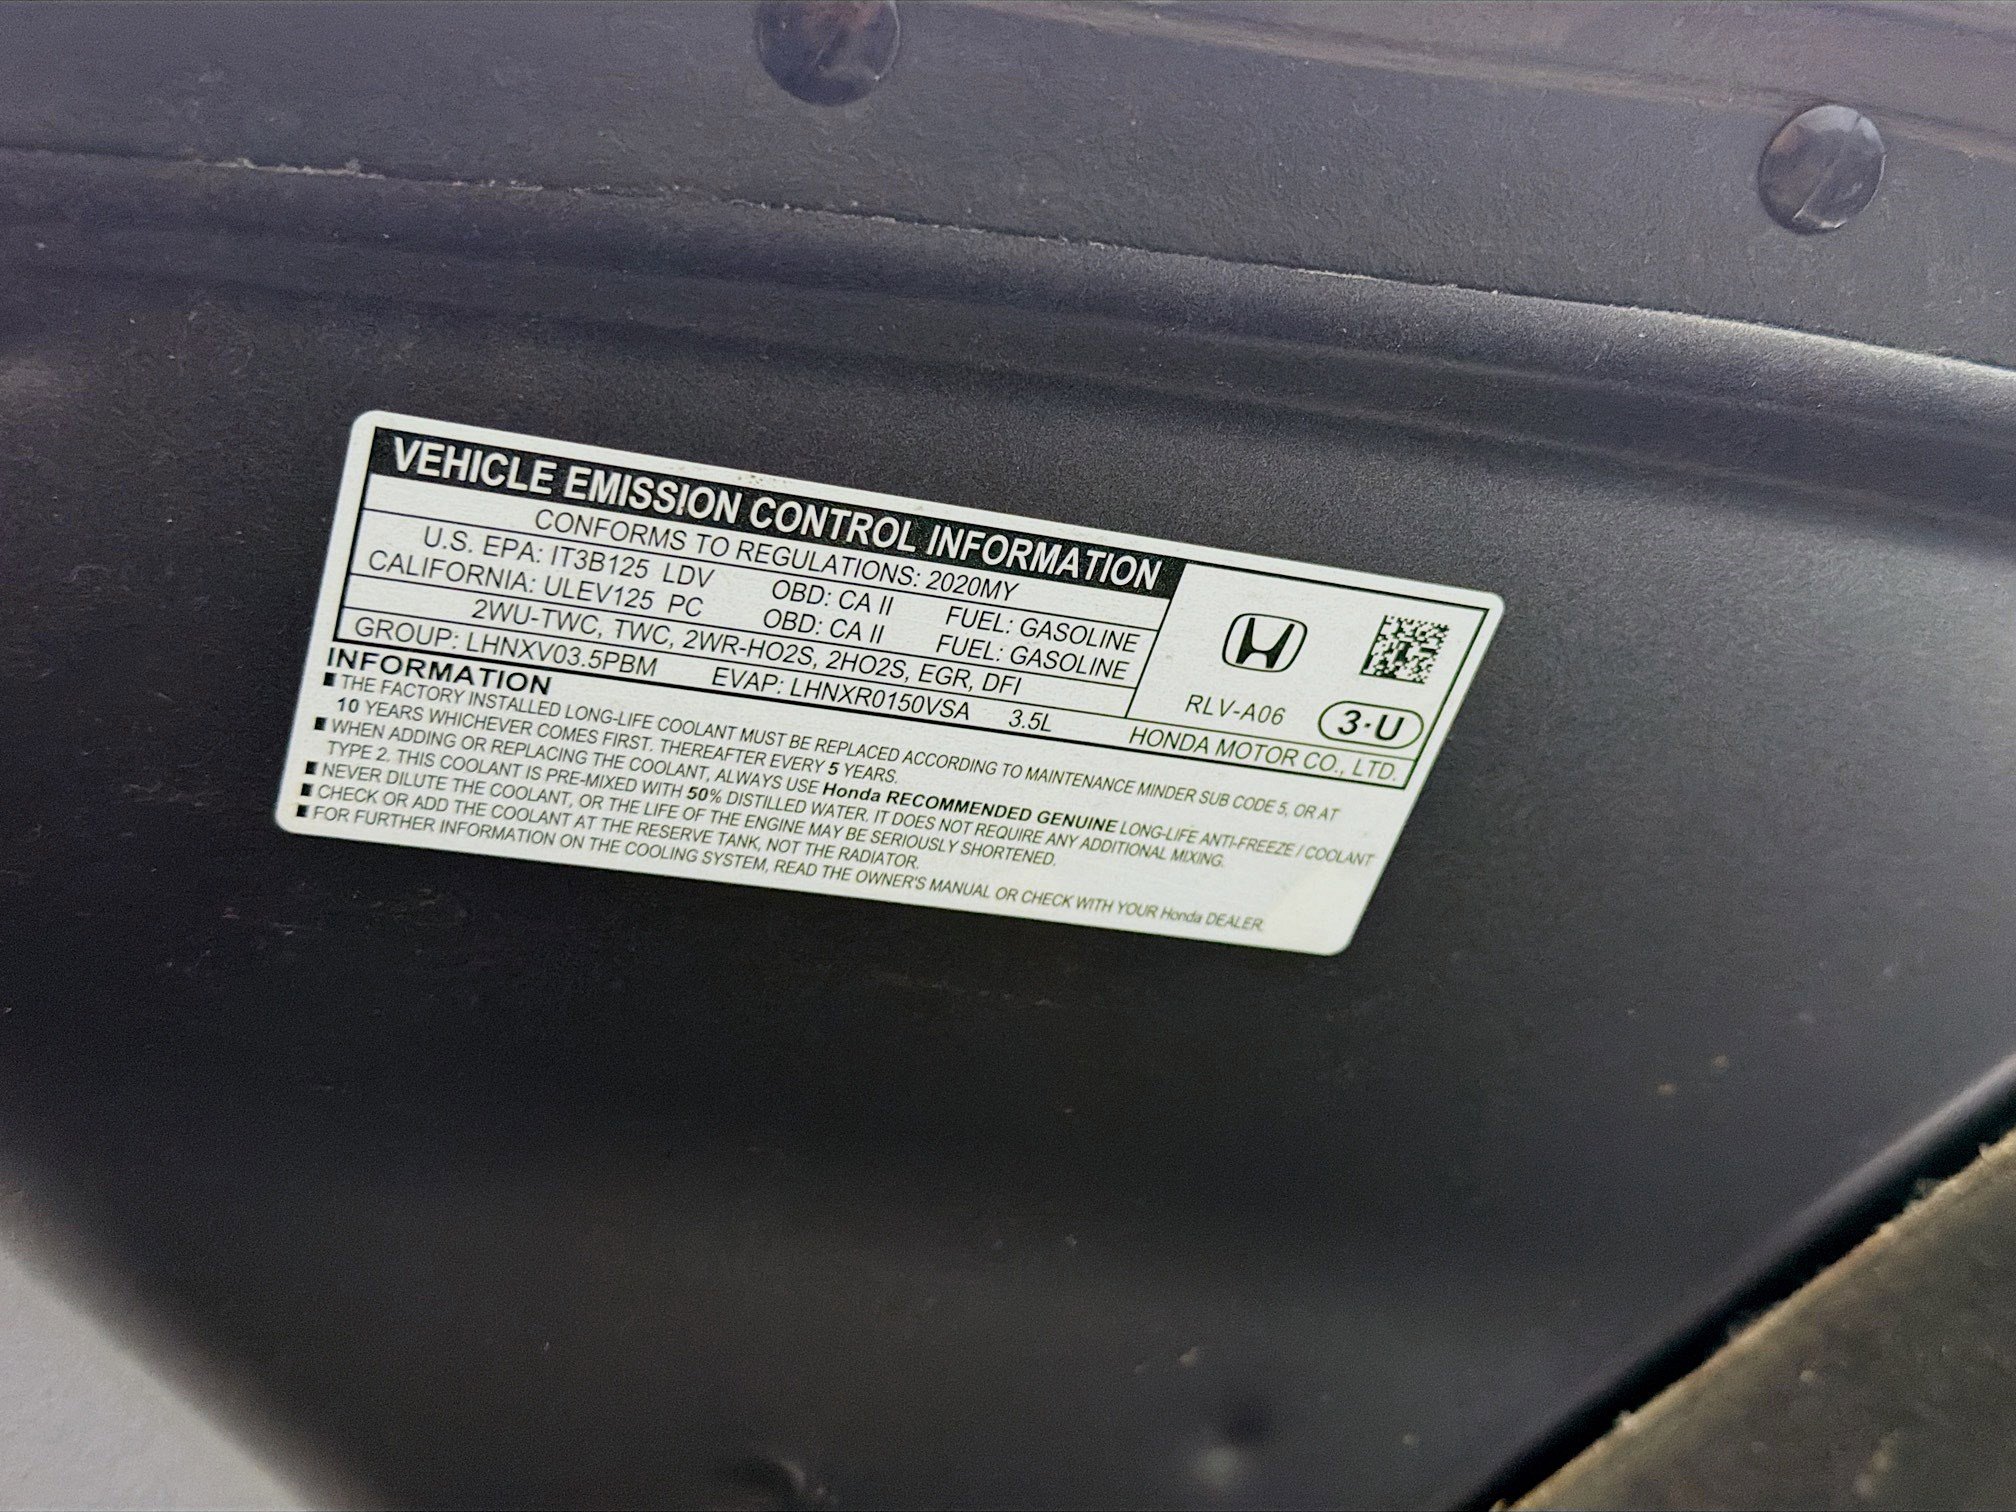 VEHICLE EMISSION CONTROL INFORMATION
CONFORMS TO REGULATIONS: 2020MY
U.S. EPA: IT3B125 LDV OBD: CA II FUEL: GASOLINE
CALIFORNIA: ULEV125 PC OBD: CA II FUEL: GASOLINE
2WU-TWC, TWC, 2WR-HO2S, 2HO2S, EGR, DFI
GROUP: LHNXV03.5PBM EVAP: LHNXR0150VSA 3.5L
RLV-A06 3·U
HONDA MOTOR CO., LTD.
INFORMATION
■ THE FACTORY INSTALLED LONG-LIFE COOLANT MUST BE REPLACED ACCORDING TO MAINTENANCE MINDER SUB CODE 5, OR AT
10 YEARS WHICHEVER COMES FIRST. THEREAFTER EVERY 5 YEARS.
■ WHEN ADDING OR REPLACING THE COOLANT, ALWAYS USE Honda RECOMMENDED GENUINE LONG-LIFE ANTI-FREEZE / COOLANT
TYPE 2. THIS COOLANT IS PRE-MIXED WITH 50% DISTILLED WATER. IT DOES NOT REQUIRE ANY ADDITIONAL MIXING.
■ NEVER DILUTE THE COOLANT, OR THE LIFE OF THE ENGINE MAY BE SERIOUSLY SHORTENED.
■ CHECK OR ADD THE COOLANT AT THE RESERVE TANK, NOT THE RADIATOR.
■ FOR FURTHER INFORMATION ON THE COOLING SYSTEM, READ THE OWNER'S MANUAL OR CHECK WITH YOUR Honda DEALER.